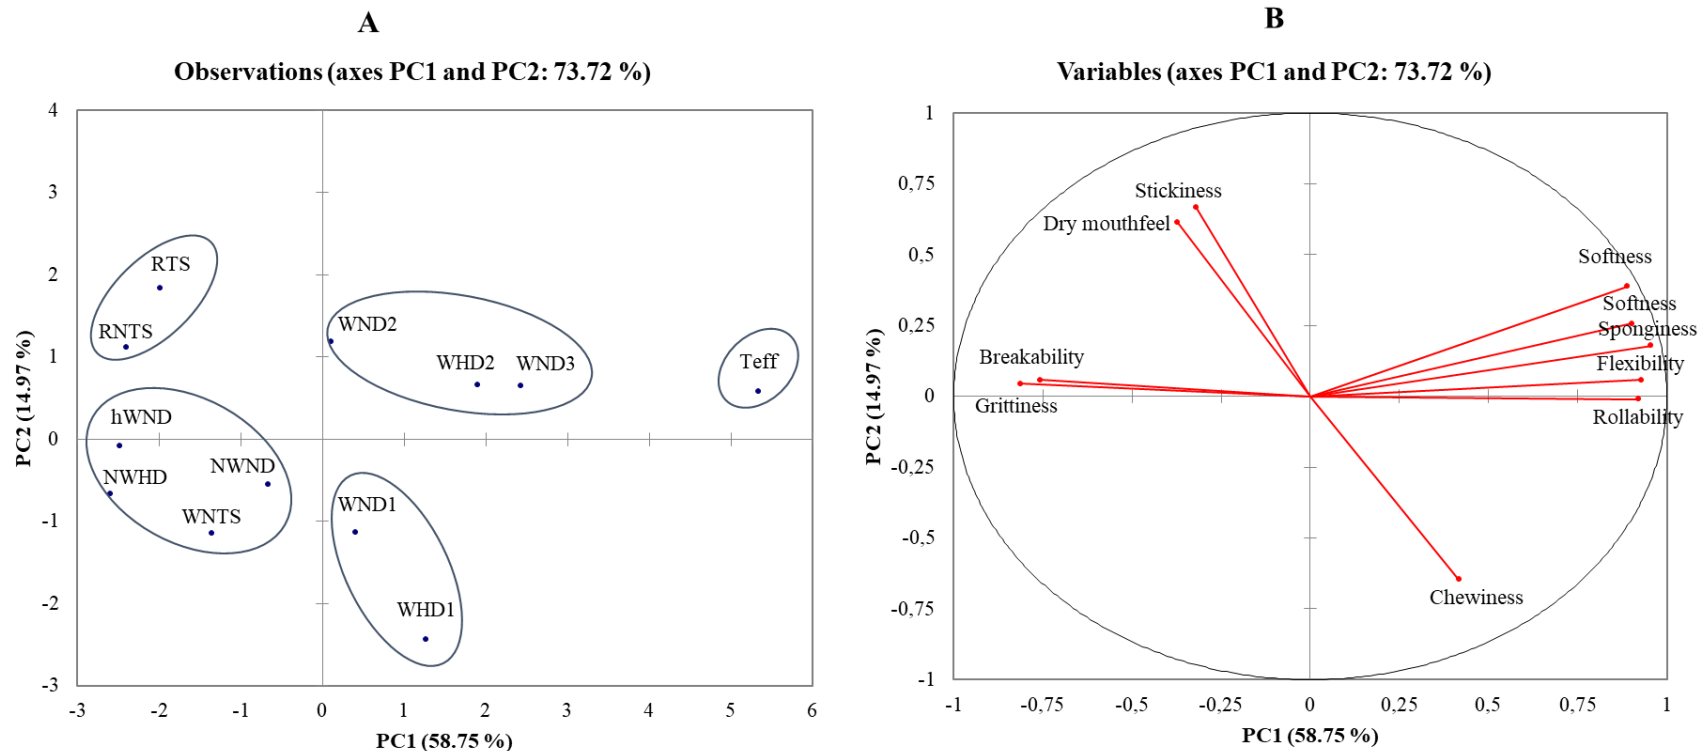 A
Observations (axes PC1 and PC2: 73.72 %)
4
3
2
1
0
-1
-2
-3
-3
-2
-1
0
1
2
3
4
5
6
PC2 (14.97 %)
PC1 (58.75 %)
RTS
RNTS
WND2
WHD2
WND3
Teff
hWND
NWHD
NWND
WNTS
WND1
WHD1
B
Variables (axes PC1 and PC2: 73.72 %)
1
0,75
0,5
0,25
0
-0,25
-0,5
-0,75
-1
-1
-0,75
-0,5
-0,25
0
0,25
0,5
0,75
1
PC2 (14.97 %)
PC1 (58.75 %)
Stickiness
Dry mouthfeel
Softness
Softness
Sponginess
Breakability
Flexibility
Grittiness
Rollability
Chewiness